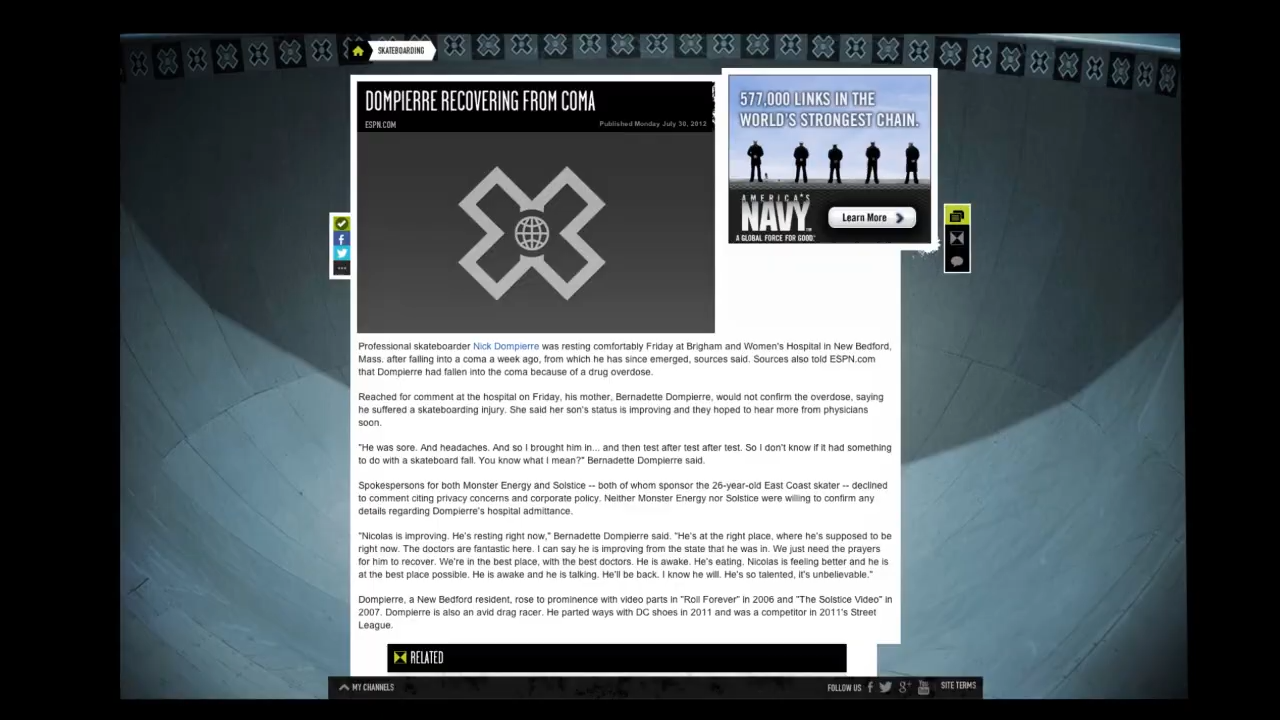 SKATEBOARDING
DOMPIERRE RECOVERING FROM COMA
ESPN.COM
Published Monday July 30, 2012
577,000 LINKS IN THE
WORLD'S STRONGEST CHAIN.
AMERICA'S
NAVY
A GLOBAL FORCE FOR GOOD.
Learn More
Professional skateboarder Nick Dompierre was resting comfortably Friday at Brigham and Women's Hospital in New Bedford,
Mass. after falling into a coma a week ago, from which he has since emerged, sources said. Sources also told ESPN.com
that Dompierre had fallen into the coma because of a drug overdose.
Reached for comment at the hospital on Friday, his mother, Bernadette Dompierre, would not confirm the overdose, saying
he suffered a skateboarding injury. She said her son's status is improving and they hoped to hear more from physicians
soon.
"He was sore. And headaches. And so I brought him in... and then test after test after test. So I don't know if it had something
to do with a skateboard fall. You know what I mean?" Bernadette Dompierre said.
Spokespersons for both Monster Energy and Solstice -- both of whom sponsor the 26-year-old East Coast skater -- declined
to comment citing privacy concerns and corporate policy. Neither Monster Energy nor Solstice were willing to confirm any
details regarding Dompierre's hospital admittance.
"Nicolas is improving. He's resting right now," Bernadette Dompierre said. "He's at the right place, where he's supposed to be
right now. The doctors are fantastic here. I can say he is improving from the state that he was in. We just need the prayers
for him to recover. We're in the best place, with the best doctors. He is awake. He's eating. Nicolas is feeling better and he is
at the best place possible. He is awake and he is talking. He'll be back. I know he will. He's so talented, it's unbelievable."
Dompierre, a New Bedford resident, rose to prominence with video parts in "Roll Forever" in 2006 and "The Solstice Video" in
2007. Dompierre is also an avid drag racer. He parted ways with DC shoes in 2011 and was a competitor in 2011's Street
League.
RELATED
MY CHANNELS
FOLLOW US
SITE TERMS